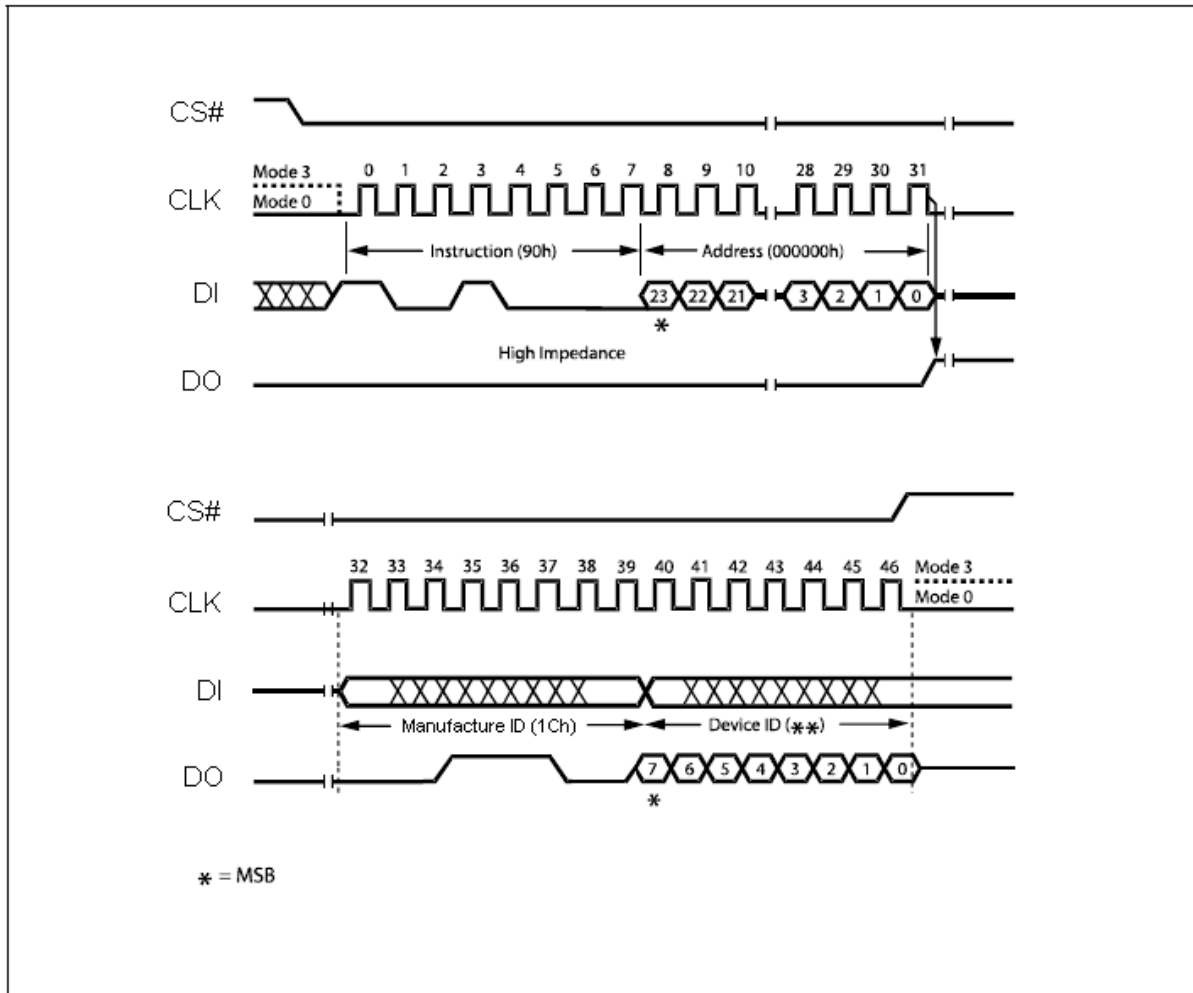 CS#
Mode 3 0 1 2 3 4 5 6 7 8 9 10 28 29 30 31
CLK Mode 0
Instruction (90h) Address (000000h)
DI 23 22 21 3 2 1 0
*
High Impedance
DO
CS#
32 33 34 35 36 37 38 39 40 41 42 43 44 45 46 Mode 3
CLK Mode 0
DI
Manufacture ID (1Ch) Device ID (**)
DO 7 6 5 4 3 2 1 0
*
* = MSB